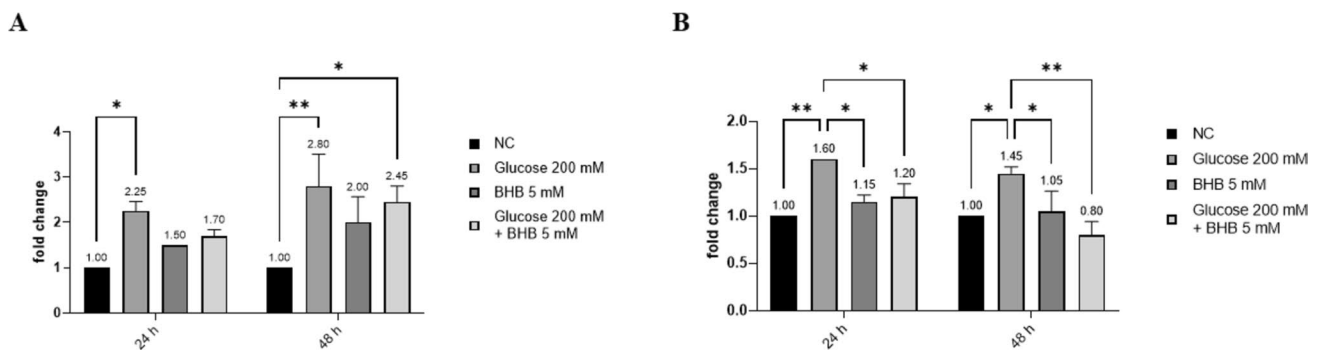 A
B
*
*
**
4
3
2
1
0
fold change
1.00
2.25
1.50
1.70
1.00
2.80
2.00
2.45
24 h
48 h
NC
Glucose 200 mM
BHB 5 mM
Glucose 200 mM
+ BHB 5 mM
*
**
**
*
*
*
2.0
1.5
1.0
0.5
0.0
fold change
1.00
1.60
1.15
1.20
1.00
1.45
1.05
0.80
24 h
48 h
NC
Glucose 200 mM
BHB 5 mM
Glucose 200 mM
+ BHB 5 mM